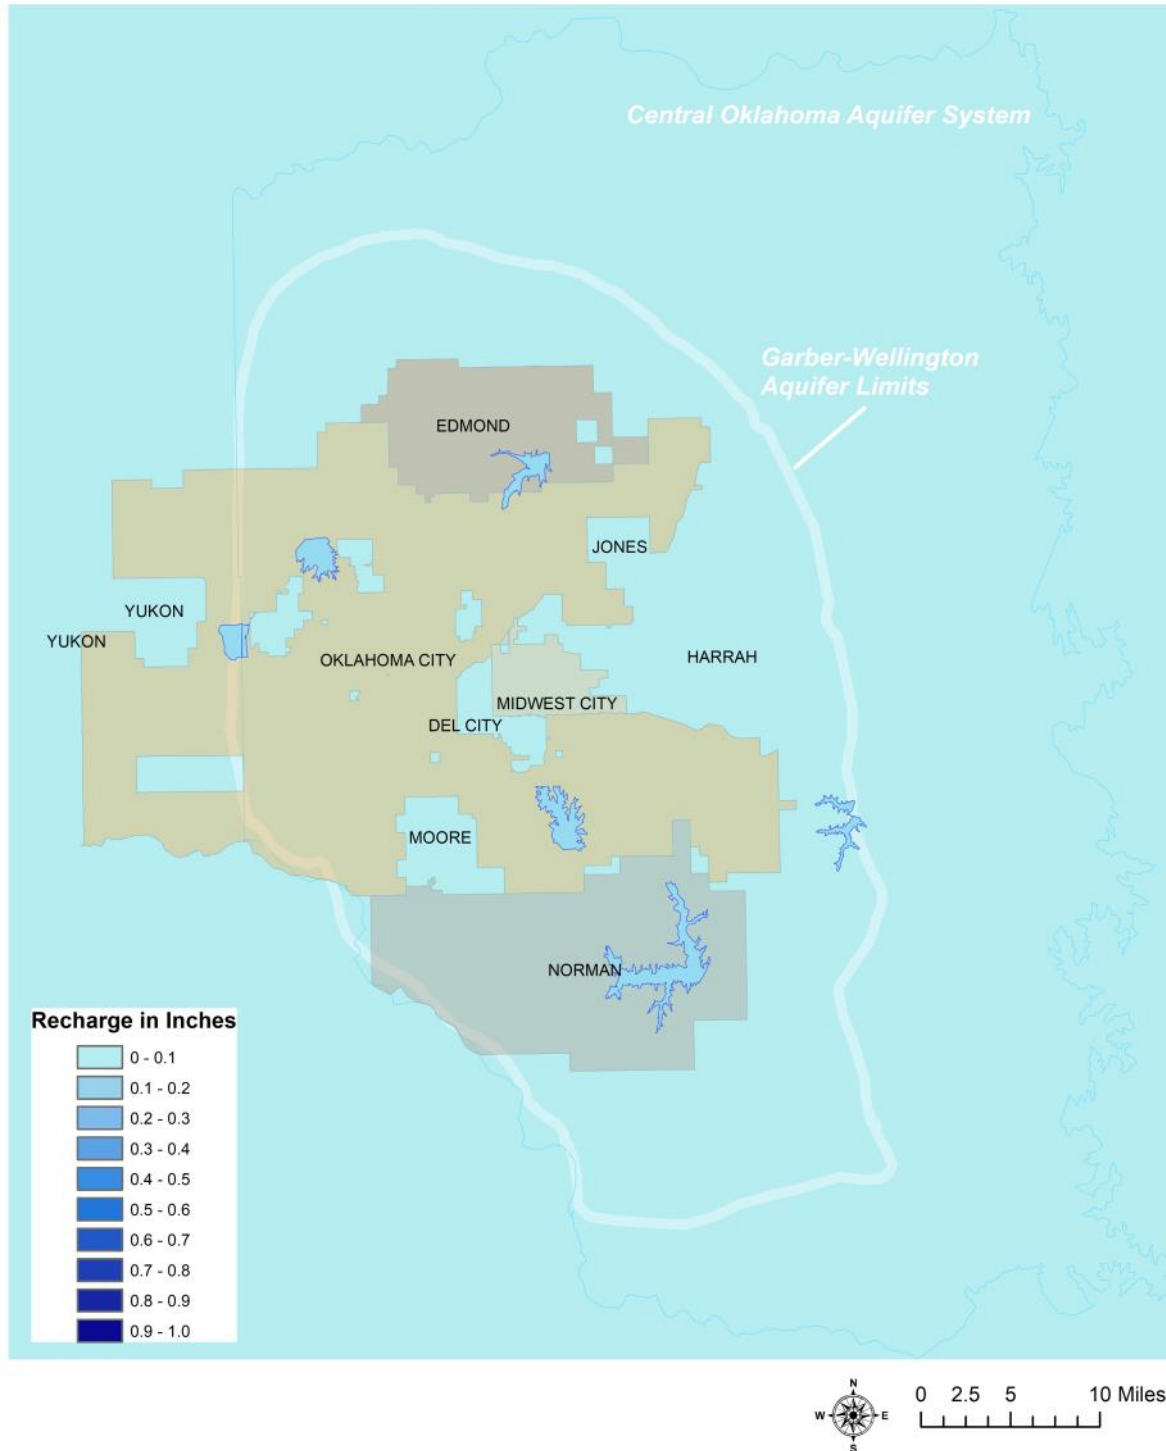 Central Oklahoma Aquifer System
Garber-Wellington
Aquifer Limits
EDMOND
JONES
YUKON
YUKON
OKLAHOMA CITY
HARRAH
MIDWEST CITY
DEL CITY
MOORE
NORMAN
Recharge in Inches
0 - 0.1
0.1 - 0.2
0.2 - 0.3
0.3 - 0.4
0.4 - 0.5
0.5 - 0.6
0.6 - 0.7
0.7 - 0.8
0.8 - 0.9
0.9 - 1.0
N
W E
S
0 2.5 5 10 Miles